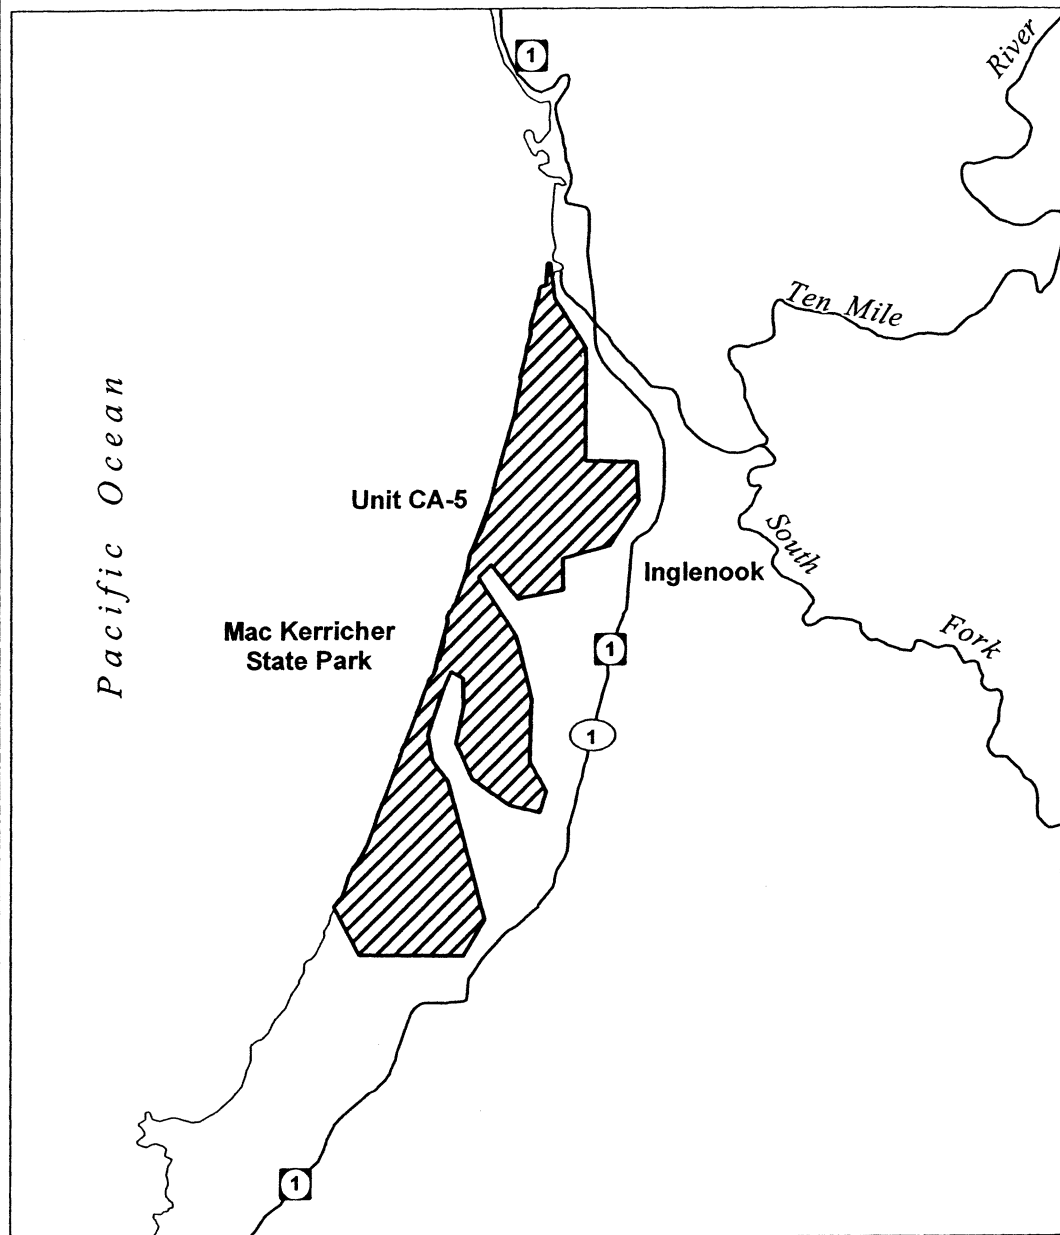 1
River
Ten Mile
Pacific Ocean
Unit CA-5
South
Inglenook
Fork
Mac Kerricher
State Park
1
1
1